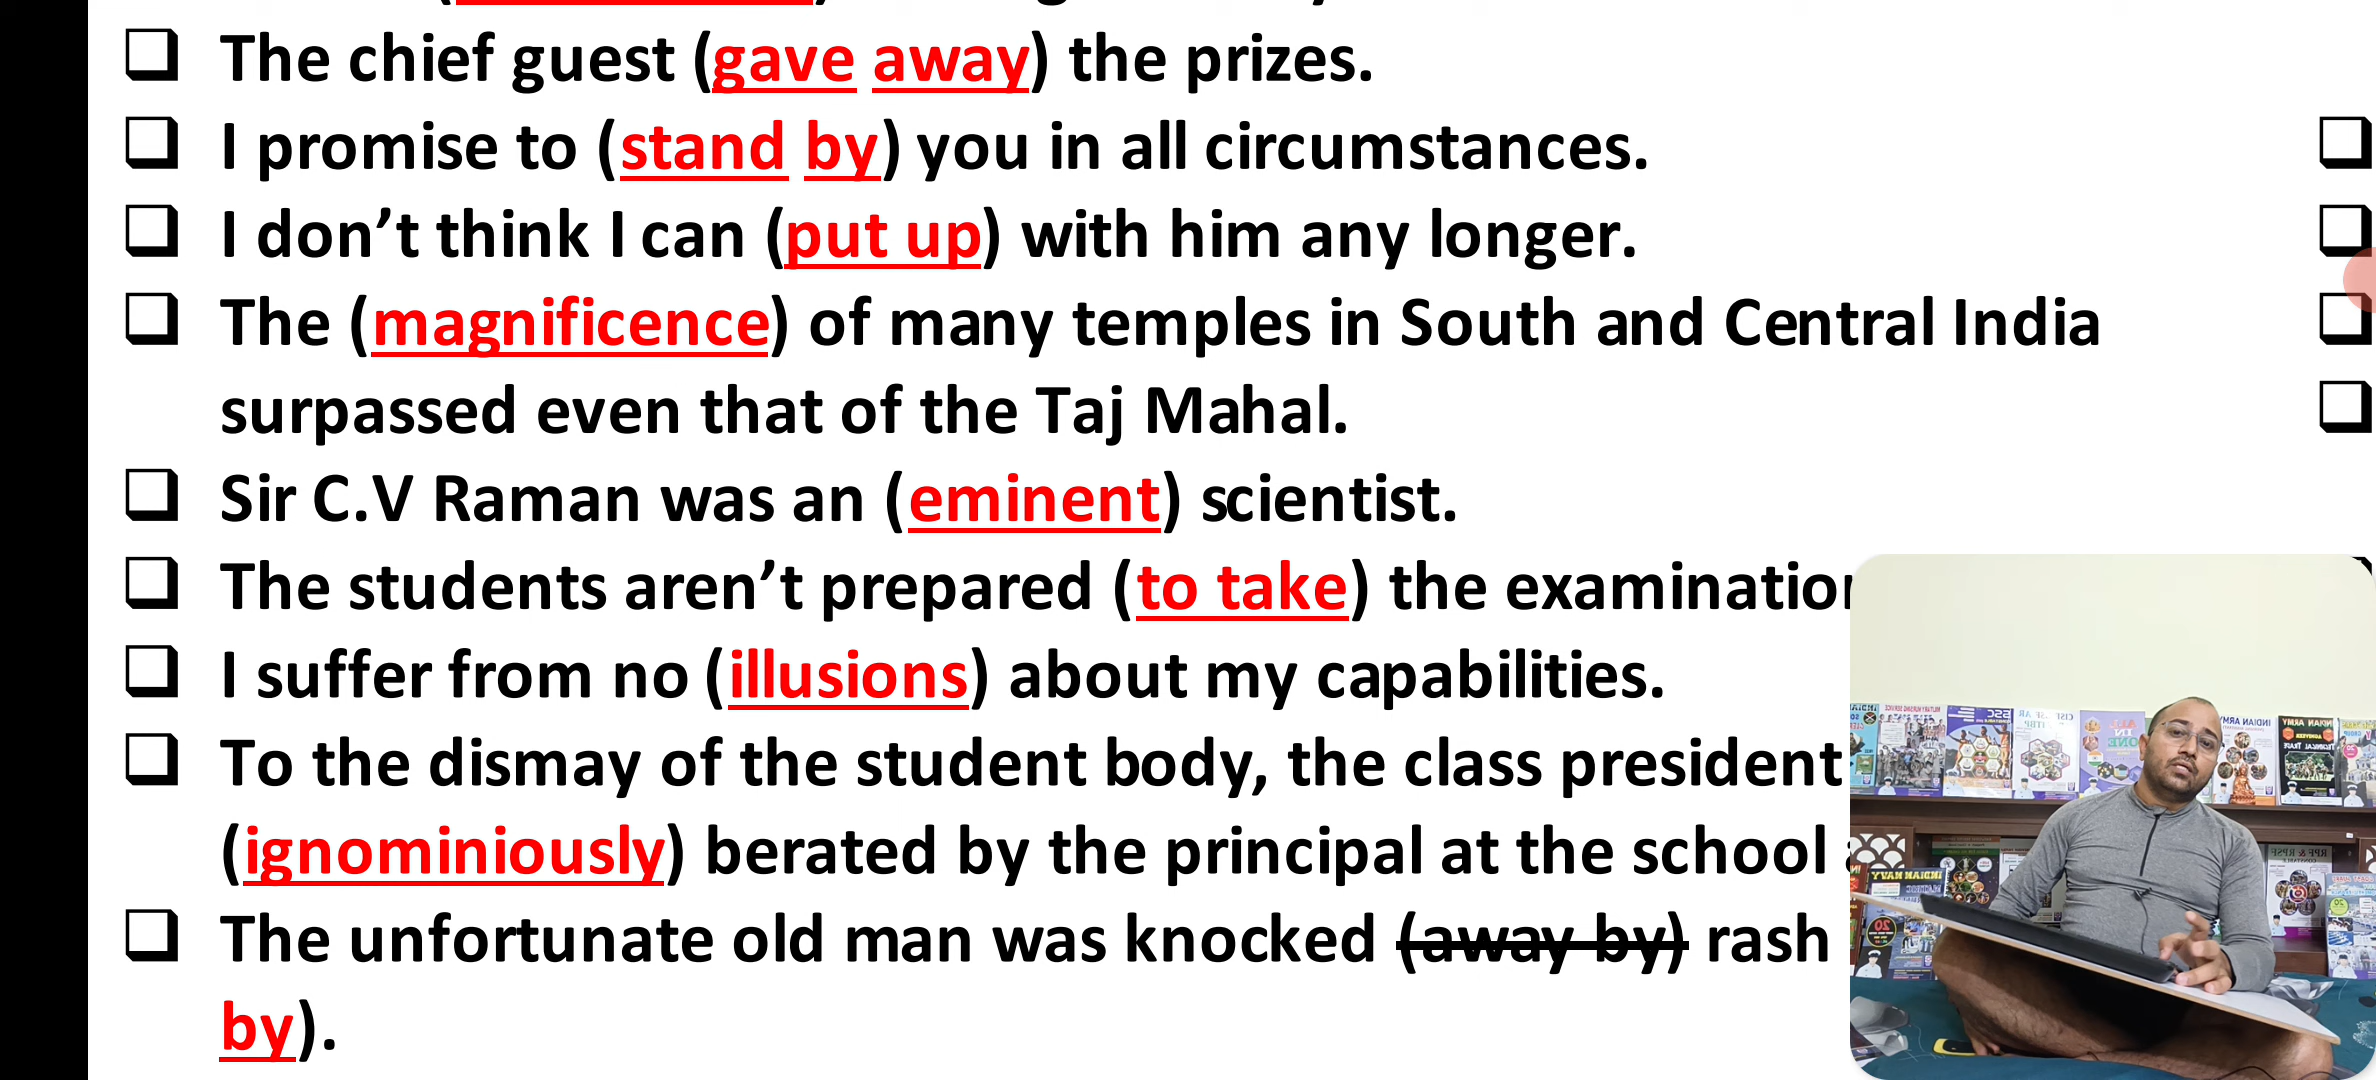 ❑ The chief guest (gave away) the prizes.
❑ I promise to (stand by) you in all circumstances.
❑ I don’t think I can (put up) with him any longer.
❑ The (magnificence) of many temples in South and Central India
surpassed even that of the Taj Mahal.
❑ Sir C.V Raman was an (eminent) scientist.
❑ The students aren’t prepared (to take) the
❑ I suffer from no (illusions) about my capabilities.
❑ To the dismay of the student body, the class president
(ignominiously) berated by the principal at the school
❑ The unfortunate old man was knocked (away by) rash
by).